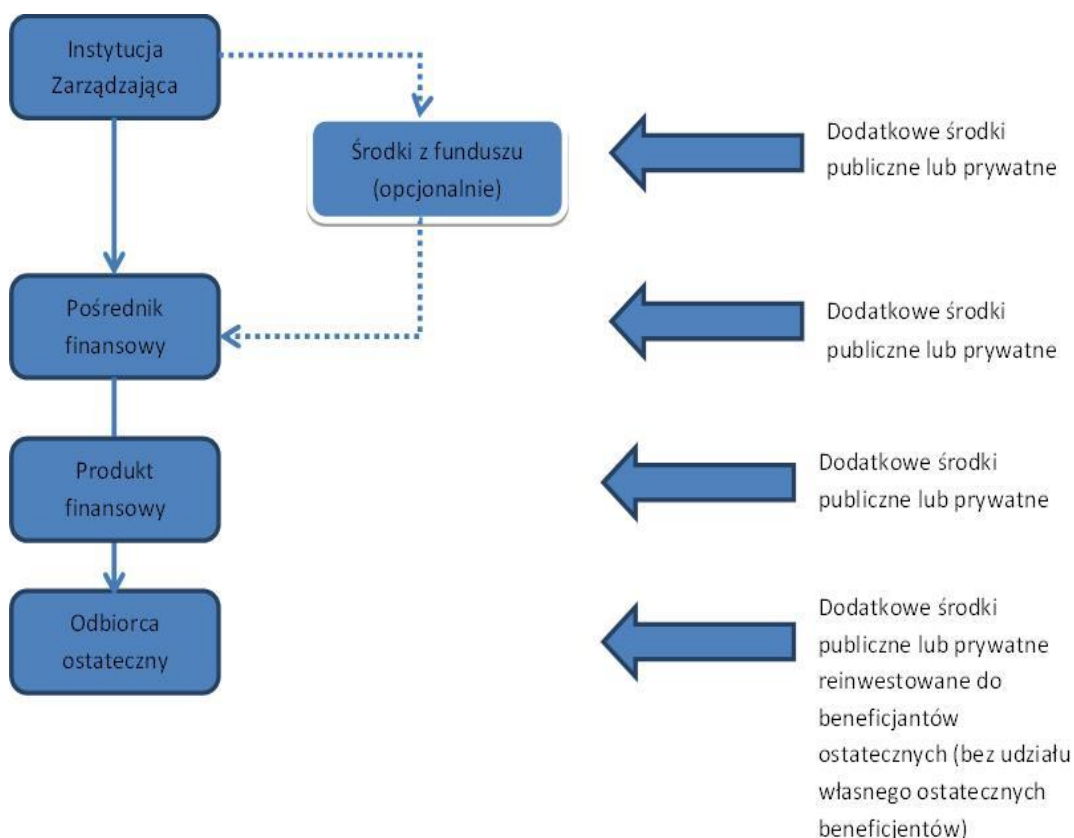 Instytucja
Zarządzająca
Środki z funduszu
(opcjonalnie)
Dodatkowe środki
publiczne lub prywatne
Pośrednik
finansowy
Dodatkowe środki
publiczne lub prywatne
Produkt
finansowy
Dodatkowe środki
publiczne lub prywatne
Odbiorca
ostateczny
Dodatkowe środki
publiczne lub prywatne
reinwestowane do
beneficjantów
ostatecznych (bez udziału
własnego ostatecznych
beneficjentów)